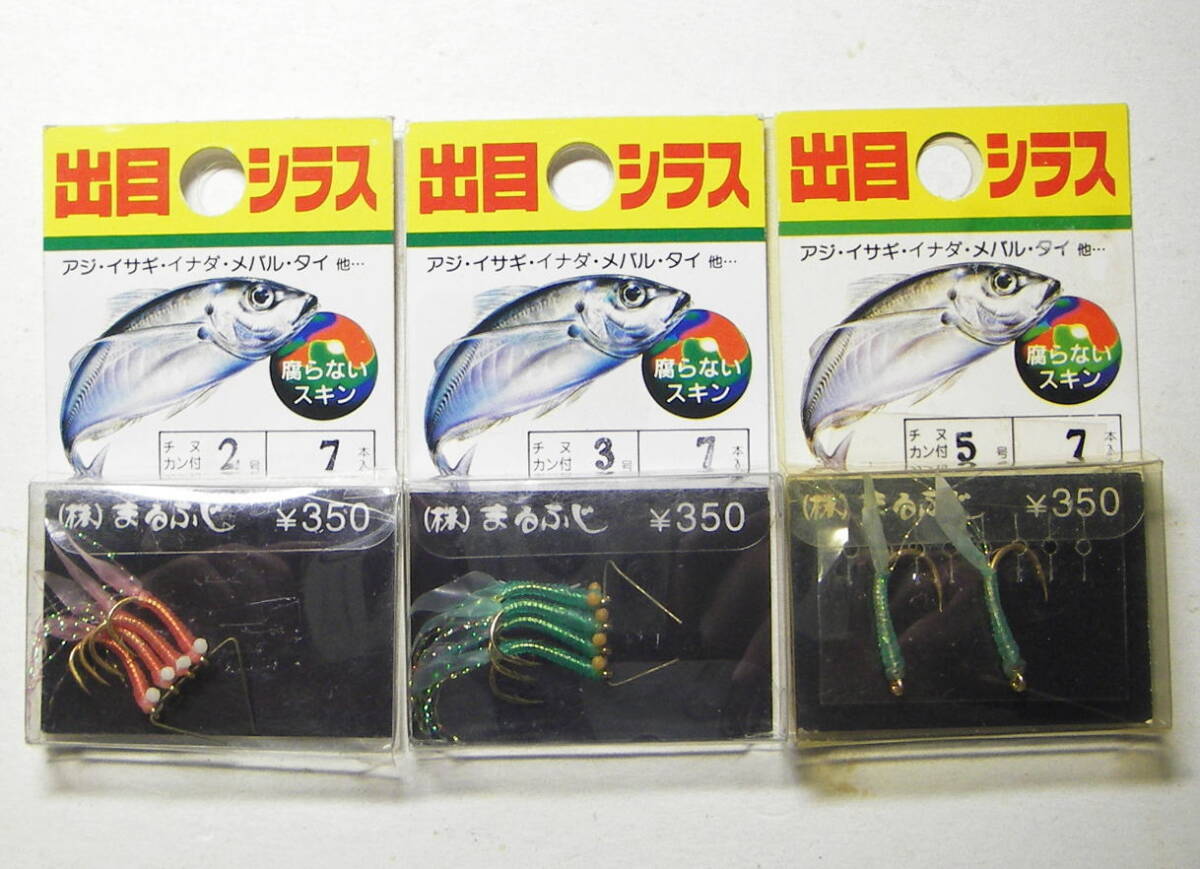 出目 シラス
アジ・イサギ・イナダ・メバル・タイ 他…
腐らない
スキン
チヌ
カン付 2 号 7 本入
(株) まるふじ ¥350
出目 シラス
アジ・イサギ・イナダ・メバル・タイ 他…
腐らない
スキン
チヌ
カン付 3 号 7 本入
(株) まるふじ ¥350
出目 シラス
アジ・イサギ・イナダ・メバル・タイ 他…
腐らない
スキン
チヌ
カン付 5 号 7 本入
(株) まるふじ ¥350